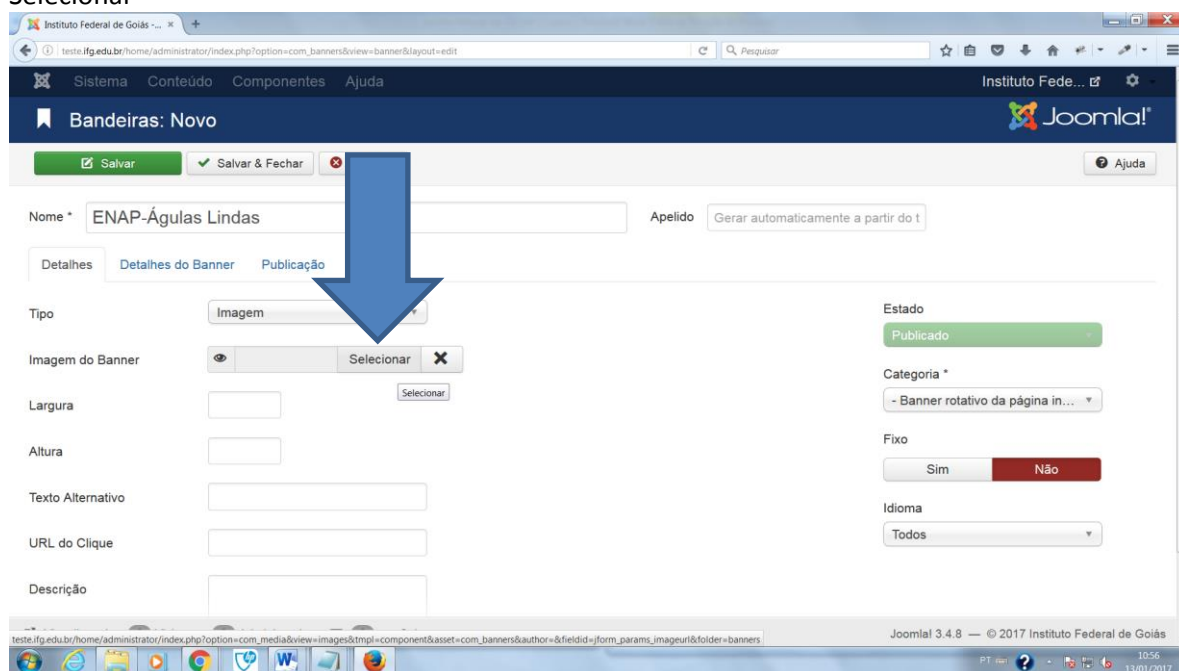 Selecionar
Instituto Federal de Goiás -... × +
teste.ifg.edu.br/home/administrator/index.php?option=com_banners&view=banner&layout=edit Pesquisar
Sistema Conteúdo Componentes Ajuda Instituto Fede...
Bandeiras: Novo Joomla!
Salvar Salvar & Fechar Ajuda
Nome * ENAP-Águlas Lindas Apelido Gerar automaticamente a partir do t
Detalhes Detalhes do Banner Publicação
Tipo Imagem Estado
Publicado
Imagem do Banner Selecionar
Categoria *
Selecionar
Largura - Banner rotativo da página in...
Altura Fixo
Sim Não
Texto Alternativo
Idioma
URL do Clique Todos
Descrição
teste.ifg.edu.br/home/administrator/index.php?option=com_media&view=images&tmpl=component&asset=com_banners&author=&fieldid=jform_params_imageurl&folder=banners
Joomla! 3.4.8 — © 2017 Instituto Federal de Goiás
PT 10:56
13/01/2017